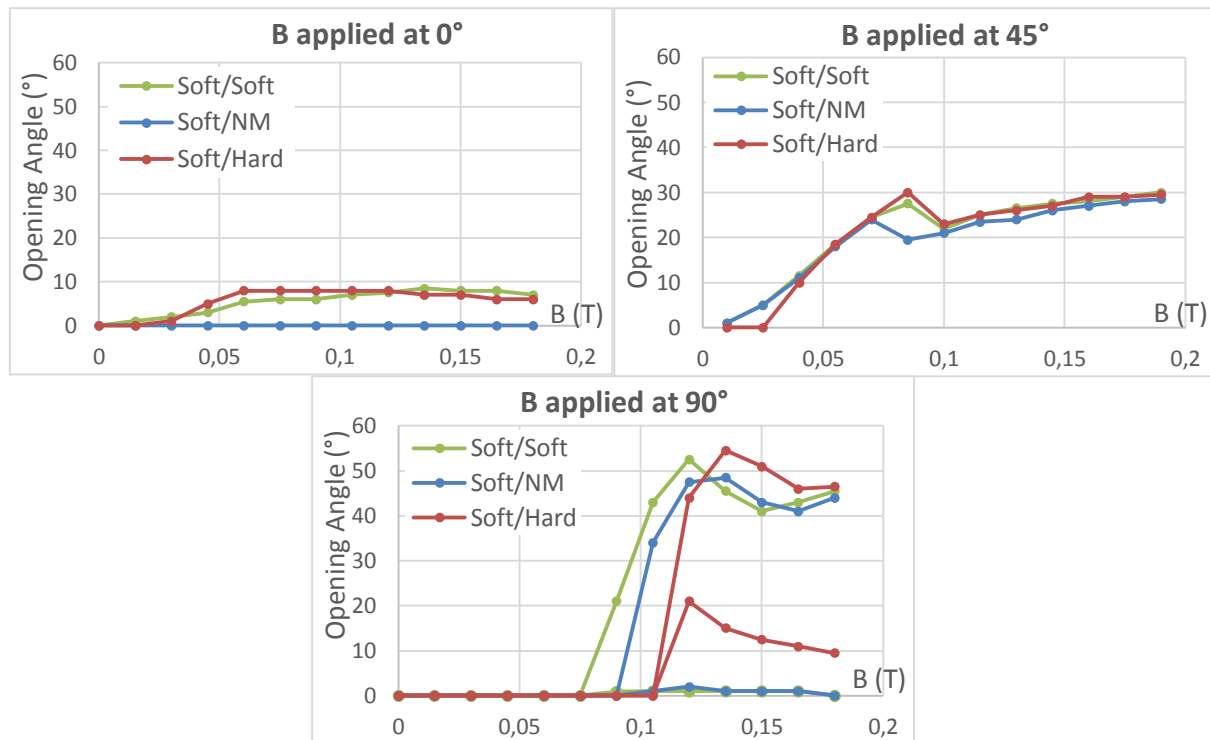 B applied at 0°
60
50
40
30
20
10
0
Opening Angle (°)
Soft/Soft
Soft/NM
Soft/Hard
B (T)
0
0,05
0,1
0,15
0,2
B applied at 45°
60
50
40
30
20
10
0
Opening Angle (°)
Soft/Soft
Soft/NM
Soft/Hard
B (T)
0
0,05
0,1
0,15
0,2
B applied at 90°
60
50
40
30
20
10
0
Opening Angle (°)
Soft/Soft
Soft/NM
Soft/Hard
B (T)
0
0,05
0,1
0,15
0,2